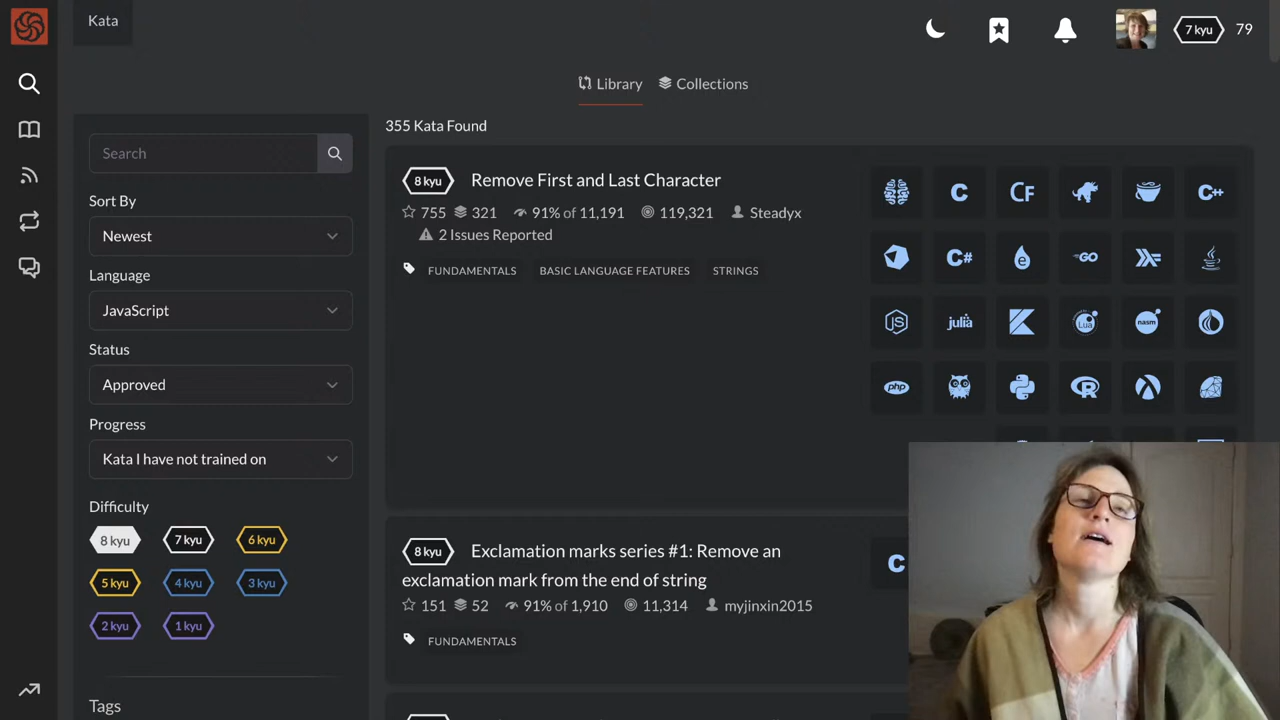 Kata
7 kyu 79
Library Collections
355 Kata Found
Search
Sort By
Newest
Language
JavaScript
Status
Approved
Progress
Kata I have not trained on
Difficulty
8 kyu 7 kyu 6 kyu
5 kyu 4 kyu 3 kyu
2 kyu 1 kyu
Tags
8 kyu Remove First and Last Character
755 321 91% of 11,191 119,321 Steadyx
2 Issues Reported
FUNDAMENTALS BASIC LANGUAGE FEATURES STRINGS
C CF C++
C# e GO
JS julia Lua nasm
php R
8 kyu Exclamation marks series #1: Remove an
exclamation mark from the end of string
151 52 91% of 1,910 11,314 myjinxin2015
FUNDAMENTALS
C